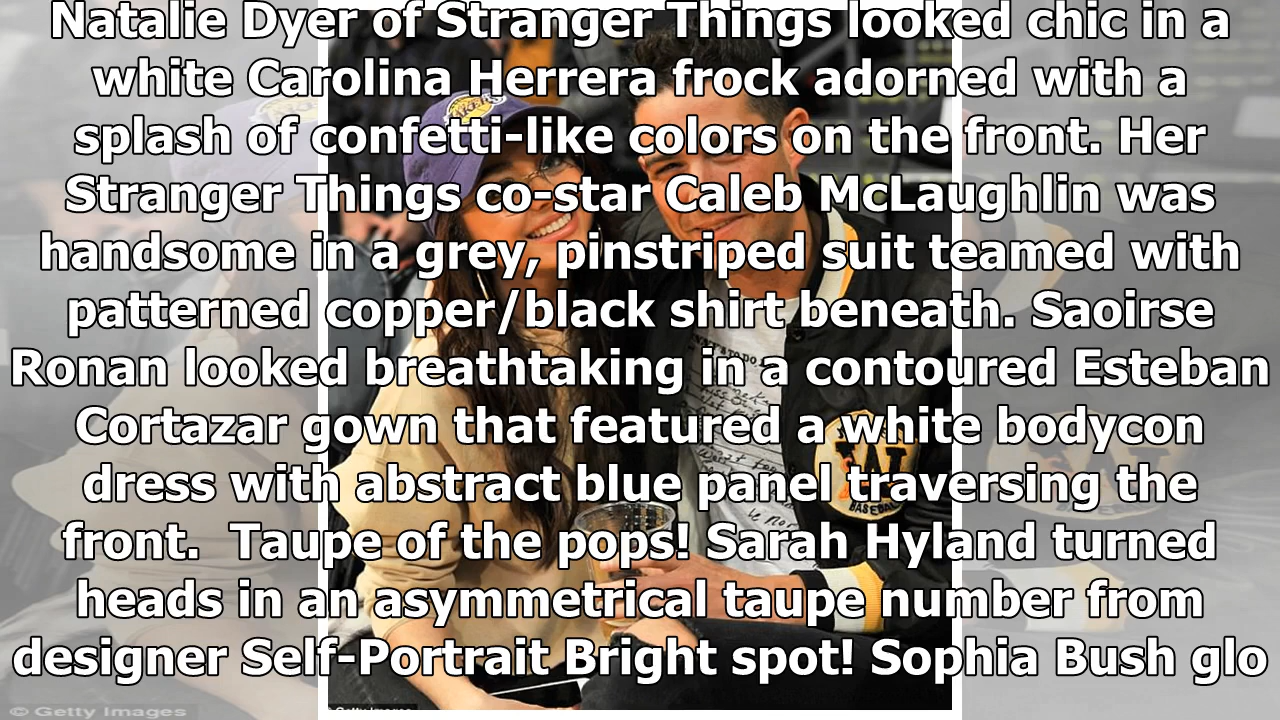 Natalie Dyer of Stranger Things looked chic in a
white Carolina Herrera frock adorned with a
splash of confetti-like colors on the front. Her
Stranger Things co-star Caleb McLaughlin was
handsome in a grey, pinstriped suit teamed with
patterned copper/black shirt beneath. Saoirse
Ronan looked breathtaking in a contoured Esteban
Cortazar gown that featured a white bodycon
dress with abstract blue panel traversing the
front.  Taupe of the pops! Sarah Hyland turned
heads in an asymmetrical taupe number from
designer Self-Portrait Bright spot! Sophia Bush glo
BASEBALL
© Getty Images